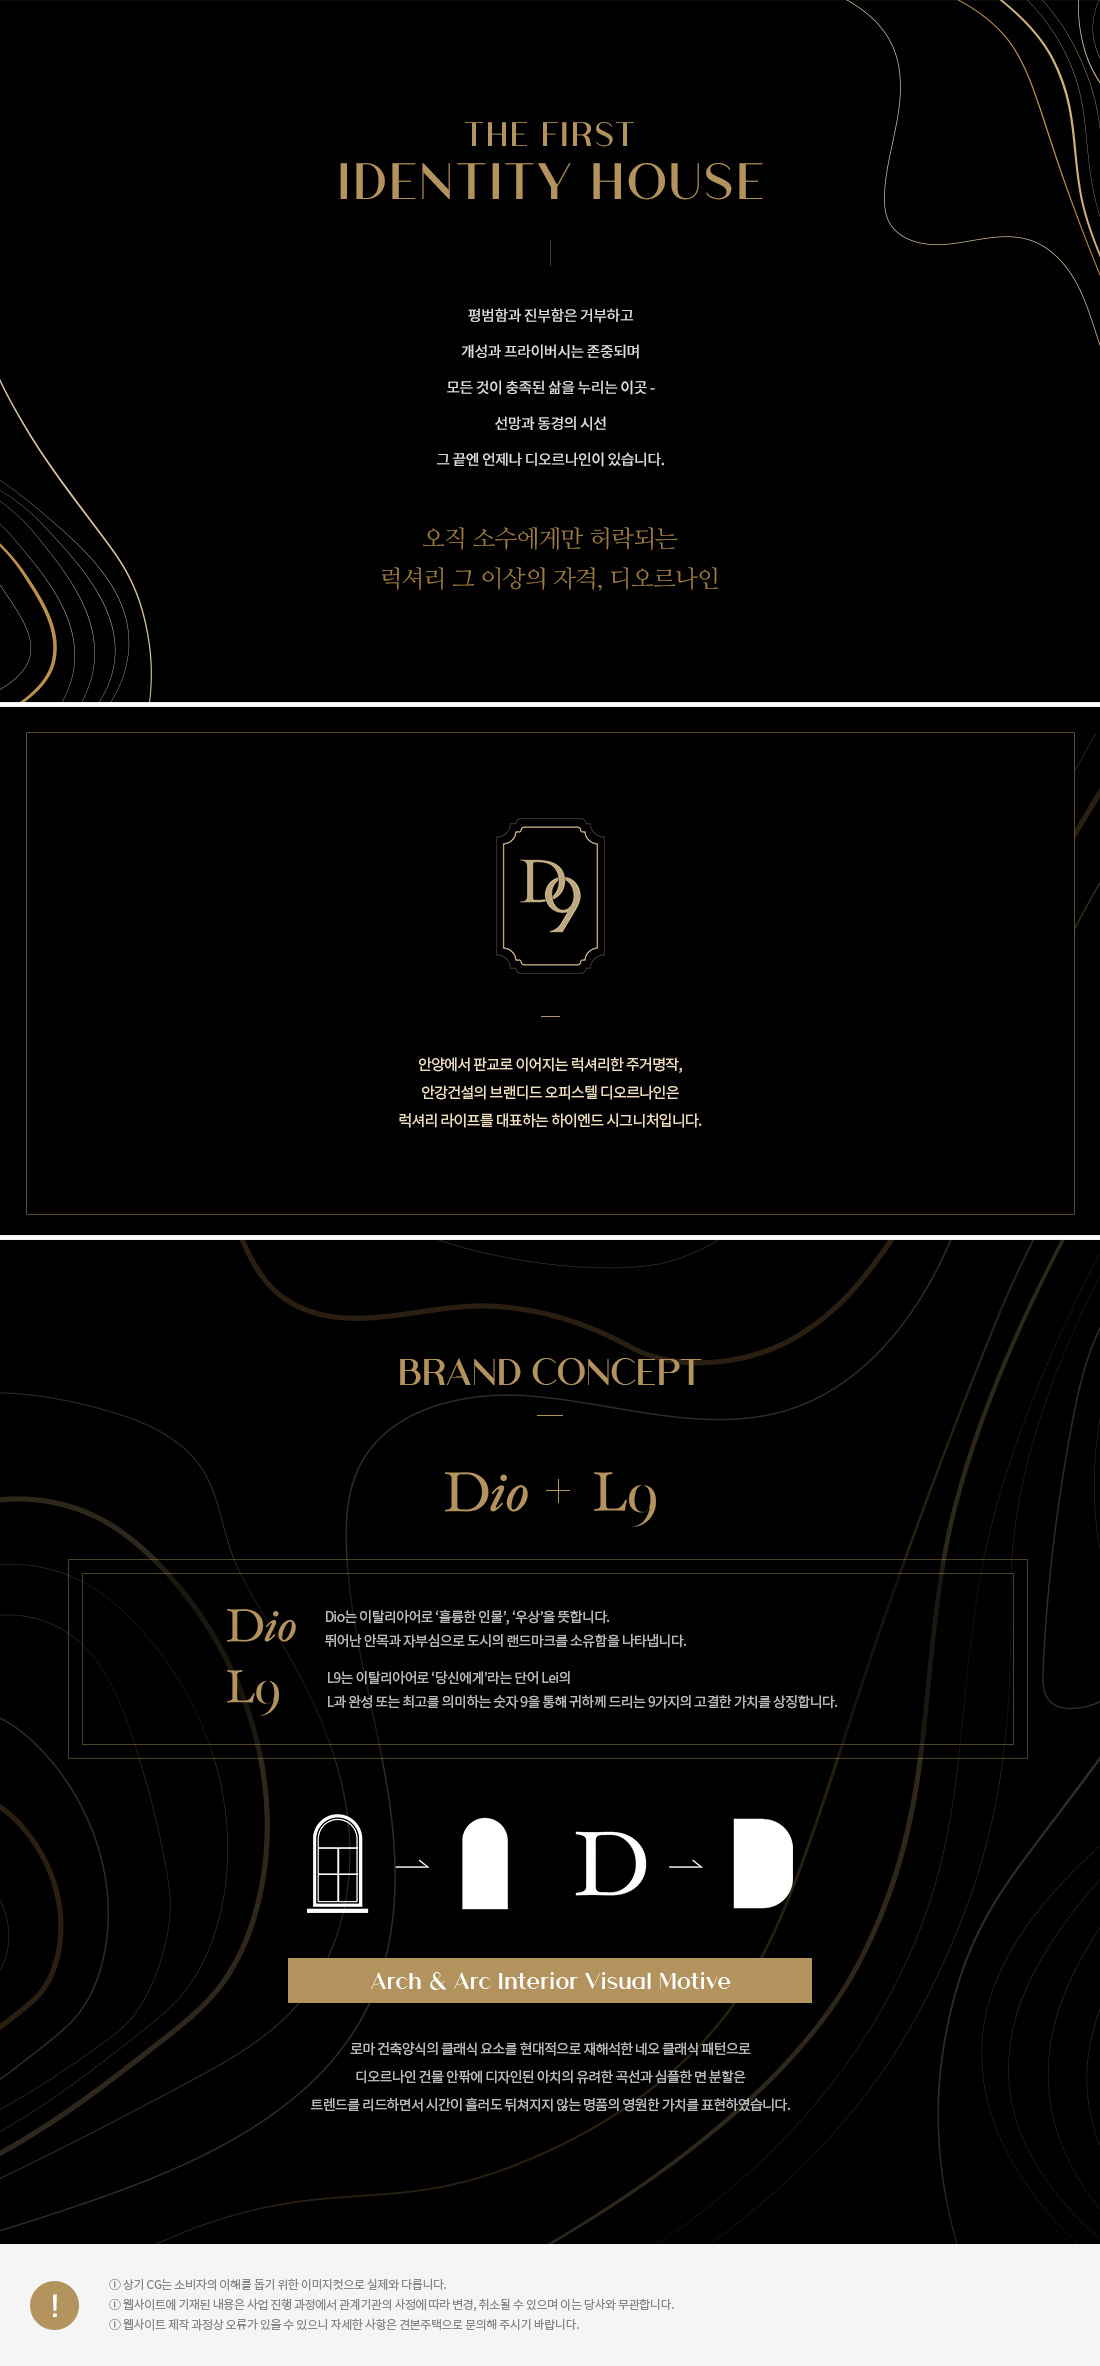 THE FIRST
IDENTITY HOUSE
평범함과 진부함은 거부하고
개성과 프라이버시는 존중되며
모든 것이 충족된 삶을 누리는 이곳 -
선망과 동경의 시선
그 끝엔 언제나 디오르나인이 있습니다.
오직 소수에게만 허락되는
럭셔리 그 이상의 자격, 디오르나인
D9
안양에서 판교로 이어지는 럭셔리한 주거명작,
안강건설의 브랜디드 오피스텔 디오르나인은
럭셔리 라이프를 대표하는 하이엔드 시그니처입니다.
BRAND CONCEPT
Dio + L9
Dio
Dio는 이탈리아어로 ‘훌륭한 인물’, ‘우상’을 뜻합니다.
뛰어난 안목과 자부심으로 도시의 랜드마크를 소유함을 나타냅니다.
L9
L9는 이탈리아어로 ‘당신에게’라는 단어 Lei의
L과 완성 또는 최고를 의미하는 숫자 9을 통해 귀하께 드리는 9가지의 고결한 가치를 상징합니다.
D
Arch & Arc Interior Visual Motive
로마 건축양식의 클래식 요소를 현대적으로 재해석한 네오 클래식 패턴으로
디오르나인 건물 안팎에 디자인된 아치의 유려한 곡선과 심플한 면 분할은
트렌드를 리드하면서 시간이 흘러도 뒤쳐지지 않는 명품의 영원한 가치를 표현하였습니다.
! 
ⓘ 상기 CG는 소비자의 이해를 돕기 위한 이미지컷으로 실제와 다릅니다.
ⓘ 웹사이트에 기재된 내용은 사업 진행 과정에서 관계기관의 사정에 따라 변경, 취소될 수 있으며 이는 당사와 무관합니다.
ⓘ 웹사이트 제작 과정상 오류가 있을 수 있으니 자세한 사항은 견본주택으로 문의해 주시기 바랍니다.